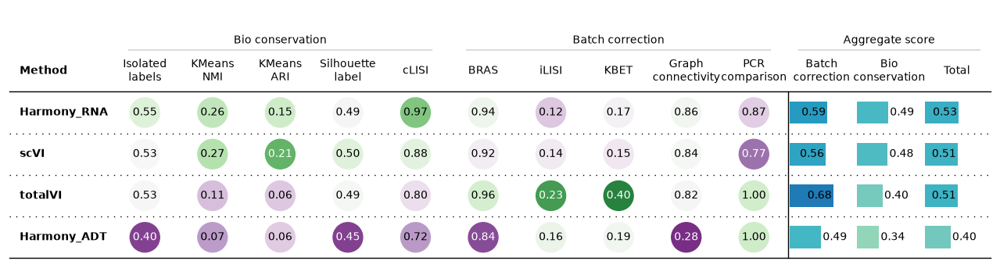 Bio conservation Batch correction Aggregate score
Method Isolated labels KMeans NMI KMeans ARI Silhouette label cLISI BRAS iLISI KBET Graph connectivity PCR comparison Batch correction Bio conservation Total
Harmony_RNA 0.55 0.26 0.15 0.49 0.97 0.94 0.12 0.17 0.86 0.87 0.59 0.49 0.53
scVI 0.53 0.27 0.21 0.50 0.88 0.92 0.14 0.15 0.84 0.77 0.56 0.48 0.51
totalVI 0.53 0.11 0.06 0.49 0.80 0.96 0.23 0.40 0.82 1.00 0.68 0.40 0.51
Harmony_ADT 0.40 0.07 0.06 0.45 0.72 0.84 0.16 0.19 0.28 1.00 0.49 0.34 0.40